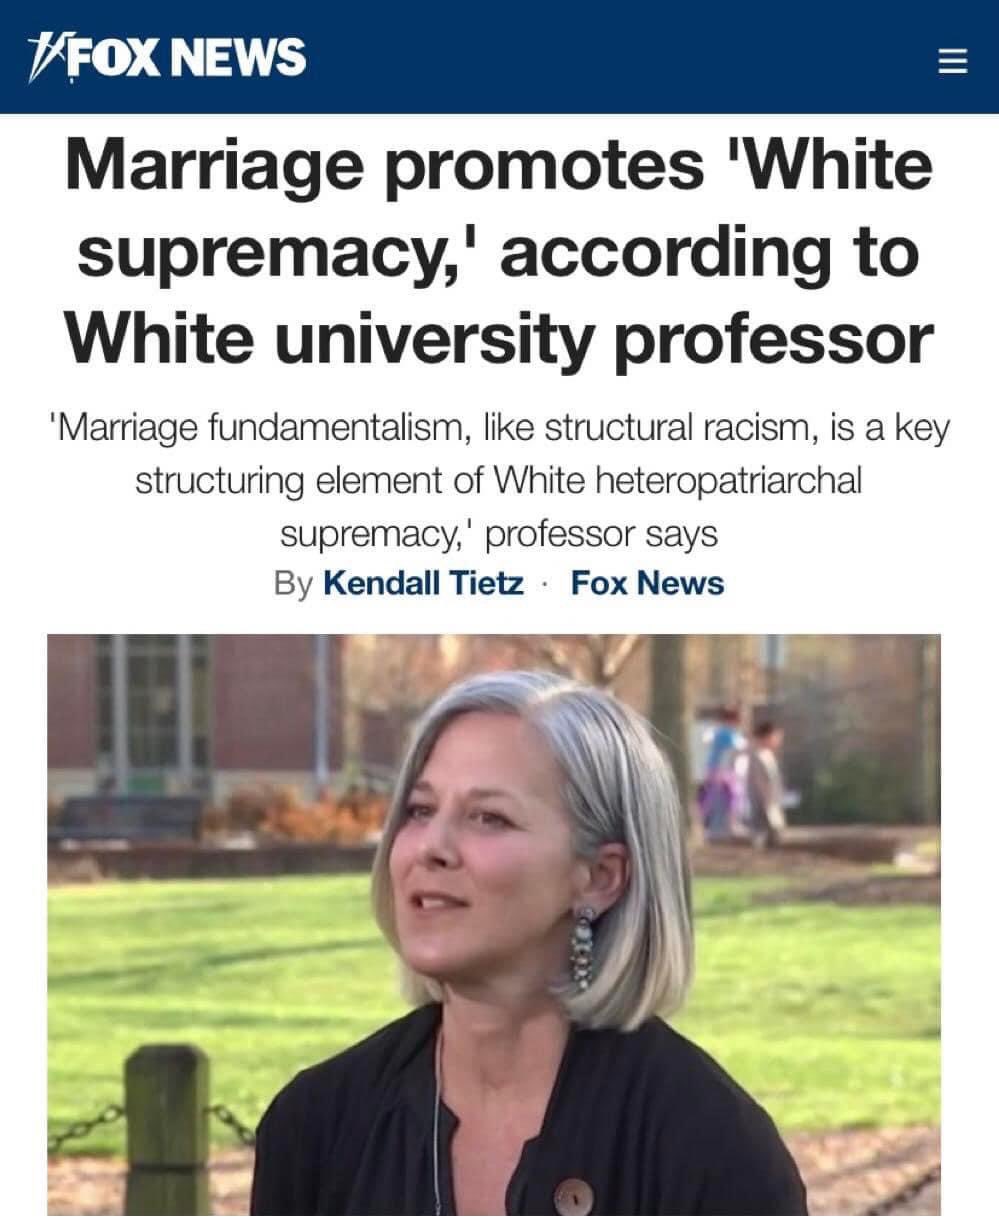 FOX NEWS
Marriage promotes 'White
supremacy,' according to
White university professor
'Marriage fundamentalism, like structural racism, is a key
structuring element of White heteropatriarchal
supremacy,' professor says
By Kendall Tietz · Fox News